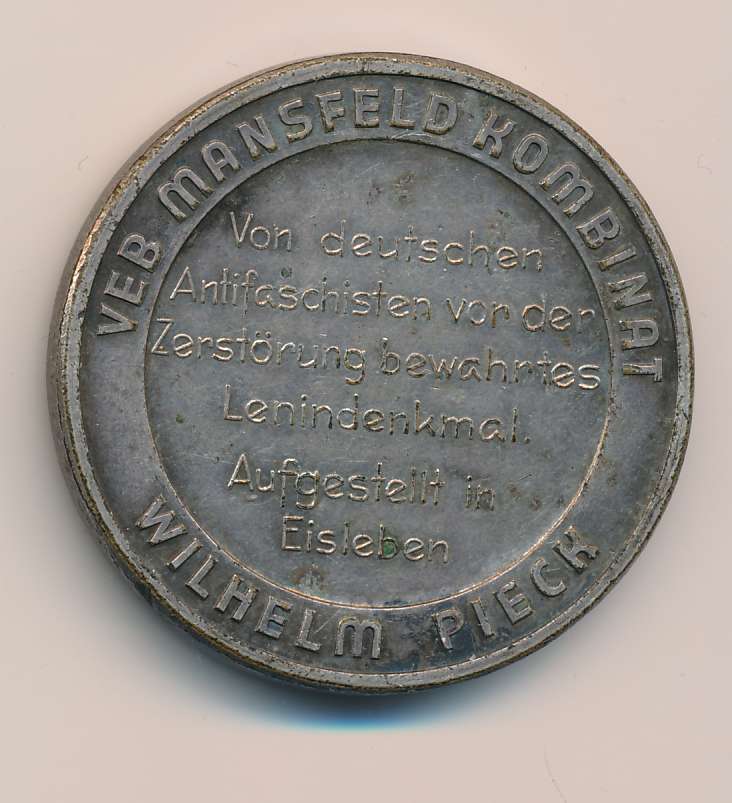 VEB MANSFELD KOMBINAT
Von deutschen
Antifaschisten vor der
Zerstörung bewahrtes
Lenindenkmal.
Aufgestellt in
Eisleben
WILHELM PIECK